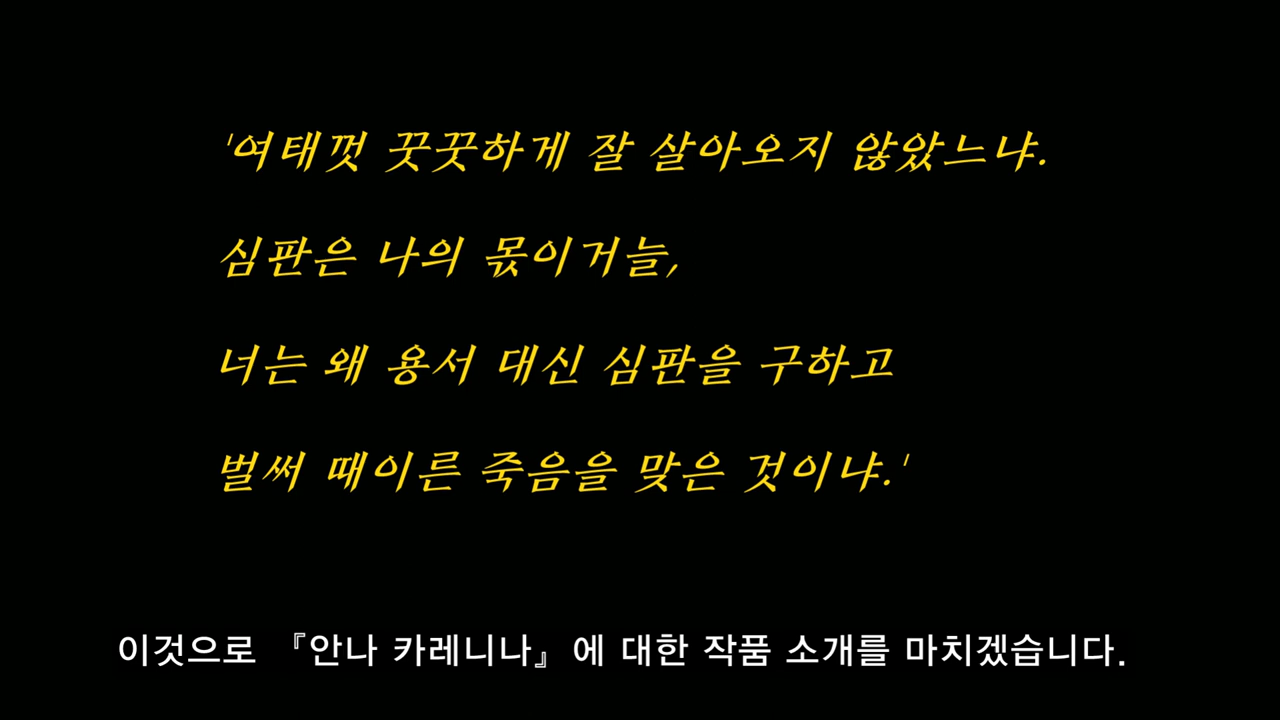 '여태껏 꿋꿋하게 잘 살아오지 않았느냐.
심판은 나의 몫이거늘,
너는 왜 용서 대신 심판을 구하고
벌써 때이른 죽음을 맞은 것이냐.'
이것으로 『안나 카레니나』에 대한 작품 소개를 마치겠습니다.